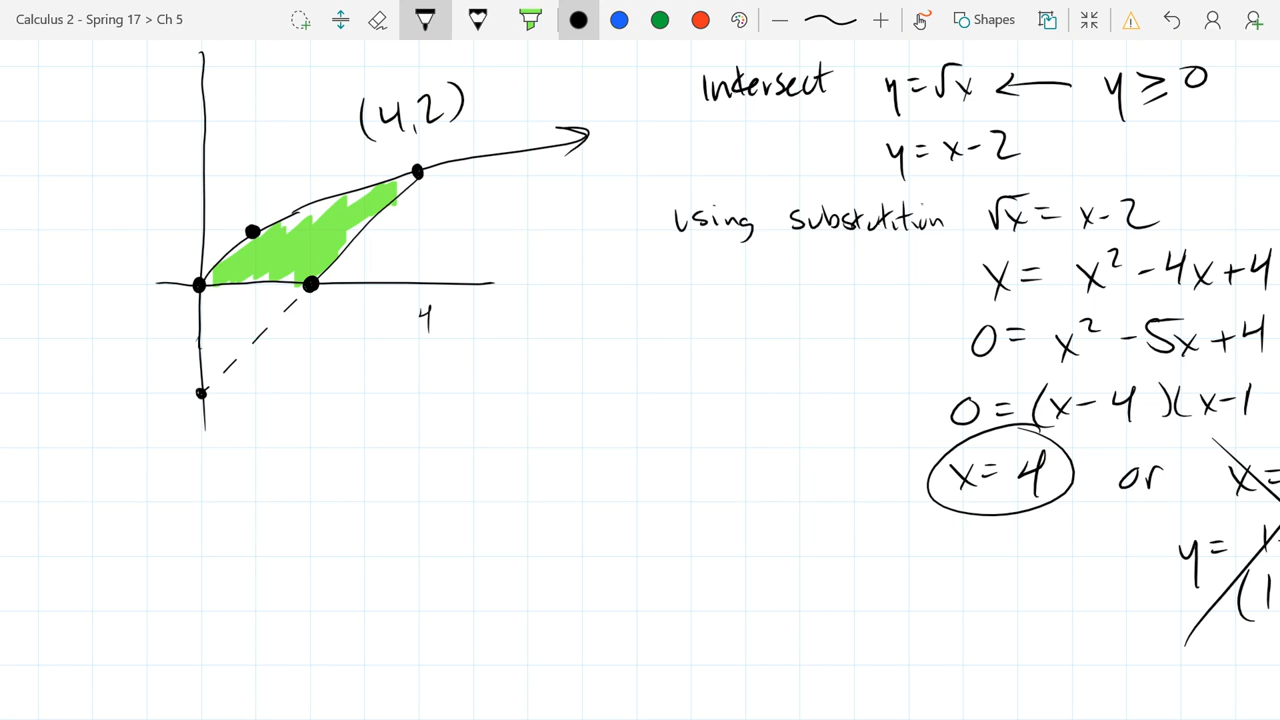 Calculus 2 - Spring 17 > Ch 5
Shapes
(4,2)
4
Intersect y = √x ← y ≥ 0
y = x - 2
using substitution √x = x - 2
x = x² - 4x + 4
0 = x² - 5x + 4
0 = (x - 4)(x - 1
x = 4 or x =
y =
(1